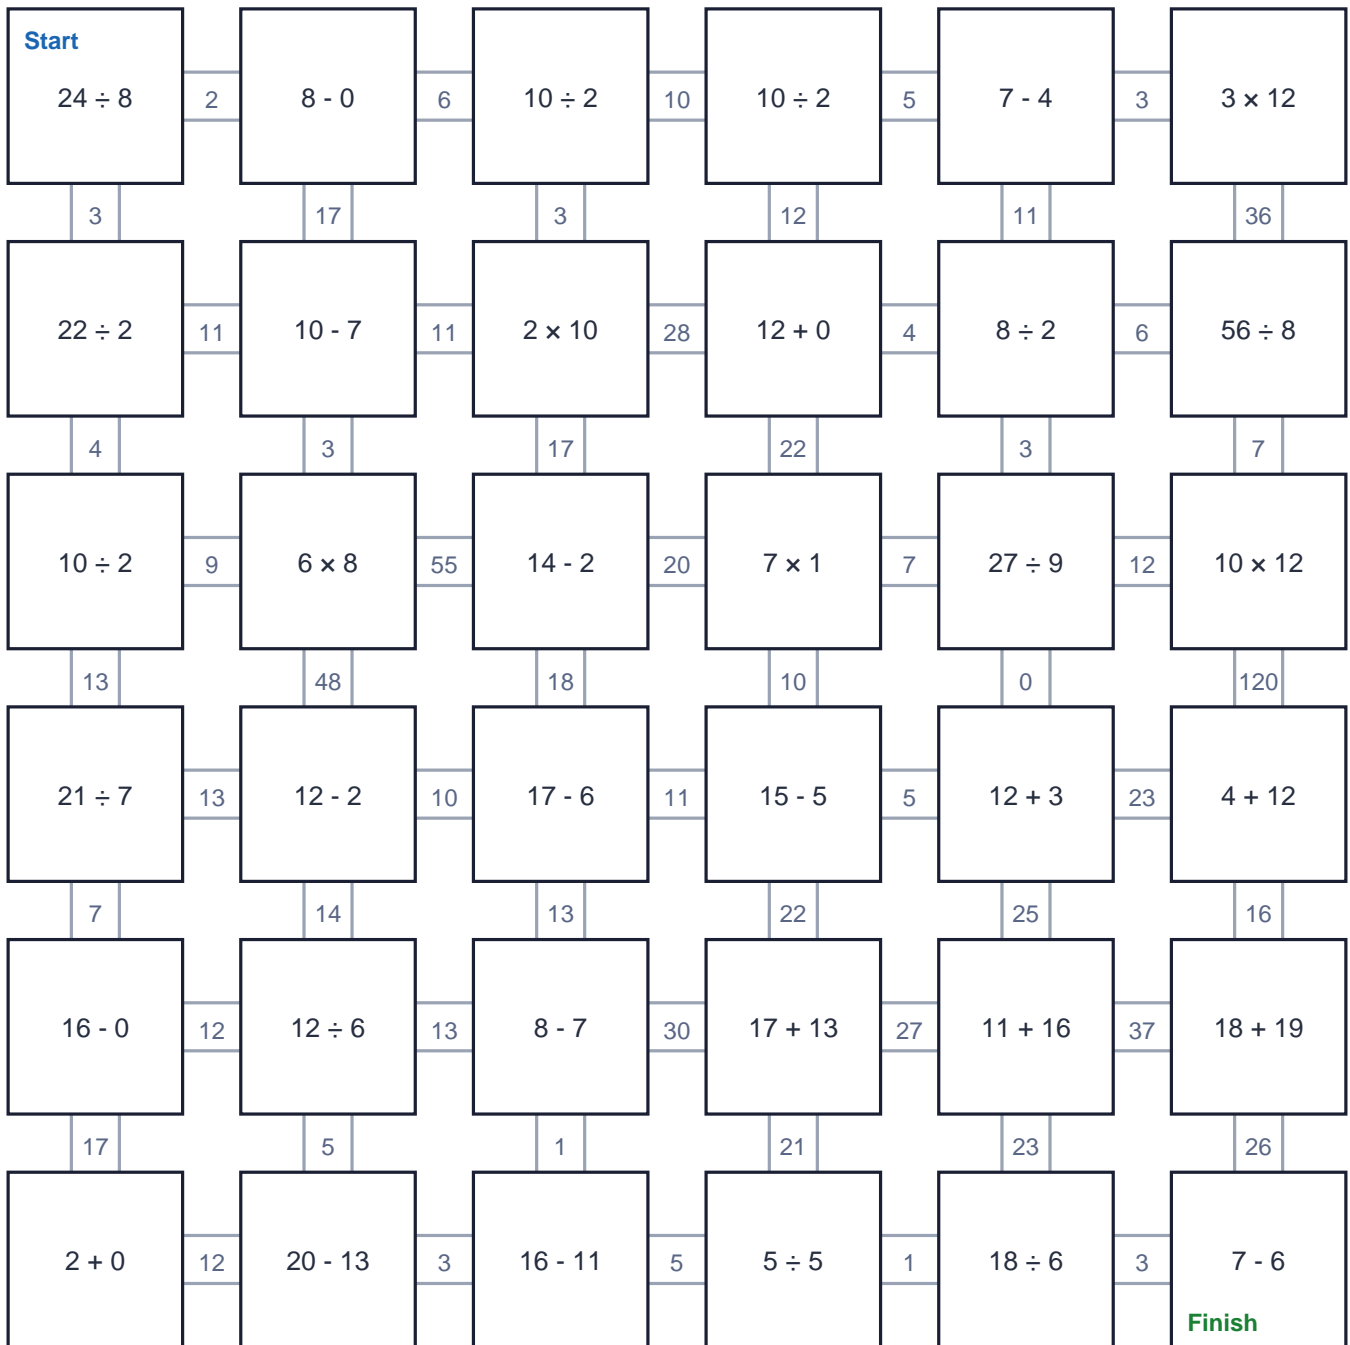 Start
24 ÷ 8 2 8 - 0 6 10 ÷ 2 10 10 ÷ 2 5 7 - 4 3 3 × 12
3 17 3 12 11 36
22 ÷ 2 11 10 - 7 11 2 × 10 28 12 + 0 4 8 ÷ 2 6 56 ÷ 8
4 3 17 22 3 7
10 ÷ 2 9 6 × 8 55 14 - 2 20 7 × 1 7 27 ÷ 9 12 10 × 12
13 48 18 10 0 120
21 ÷ 7 13 12 - 2 10 17 - 6 11 15 - 5 5 12 + 3 23 4 + 12
7 14 13 22 25 16
16 - 0 12 12 ÷ 6 13 8 - 7 30 17 + 13 27 11 + 16 37 18 + 19
17 5 1 21 23 26
2 + 0 12 20 - 13 3 16 - 11 5 5 ÷ 5 1 18 ÷ 6 3 7 - 6
Finish